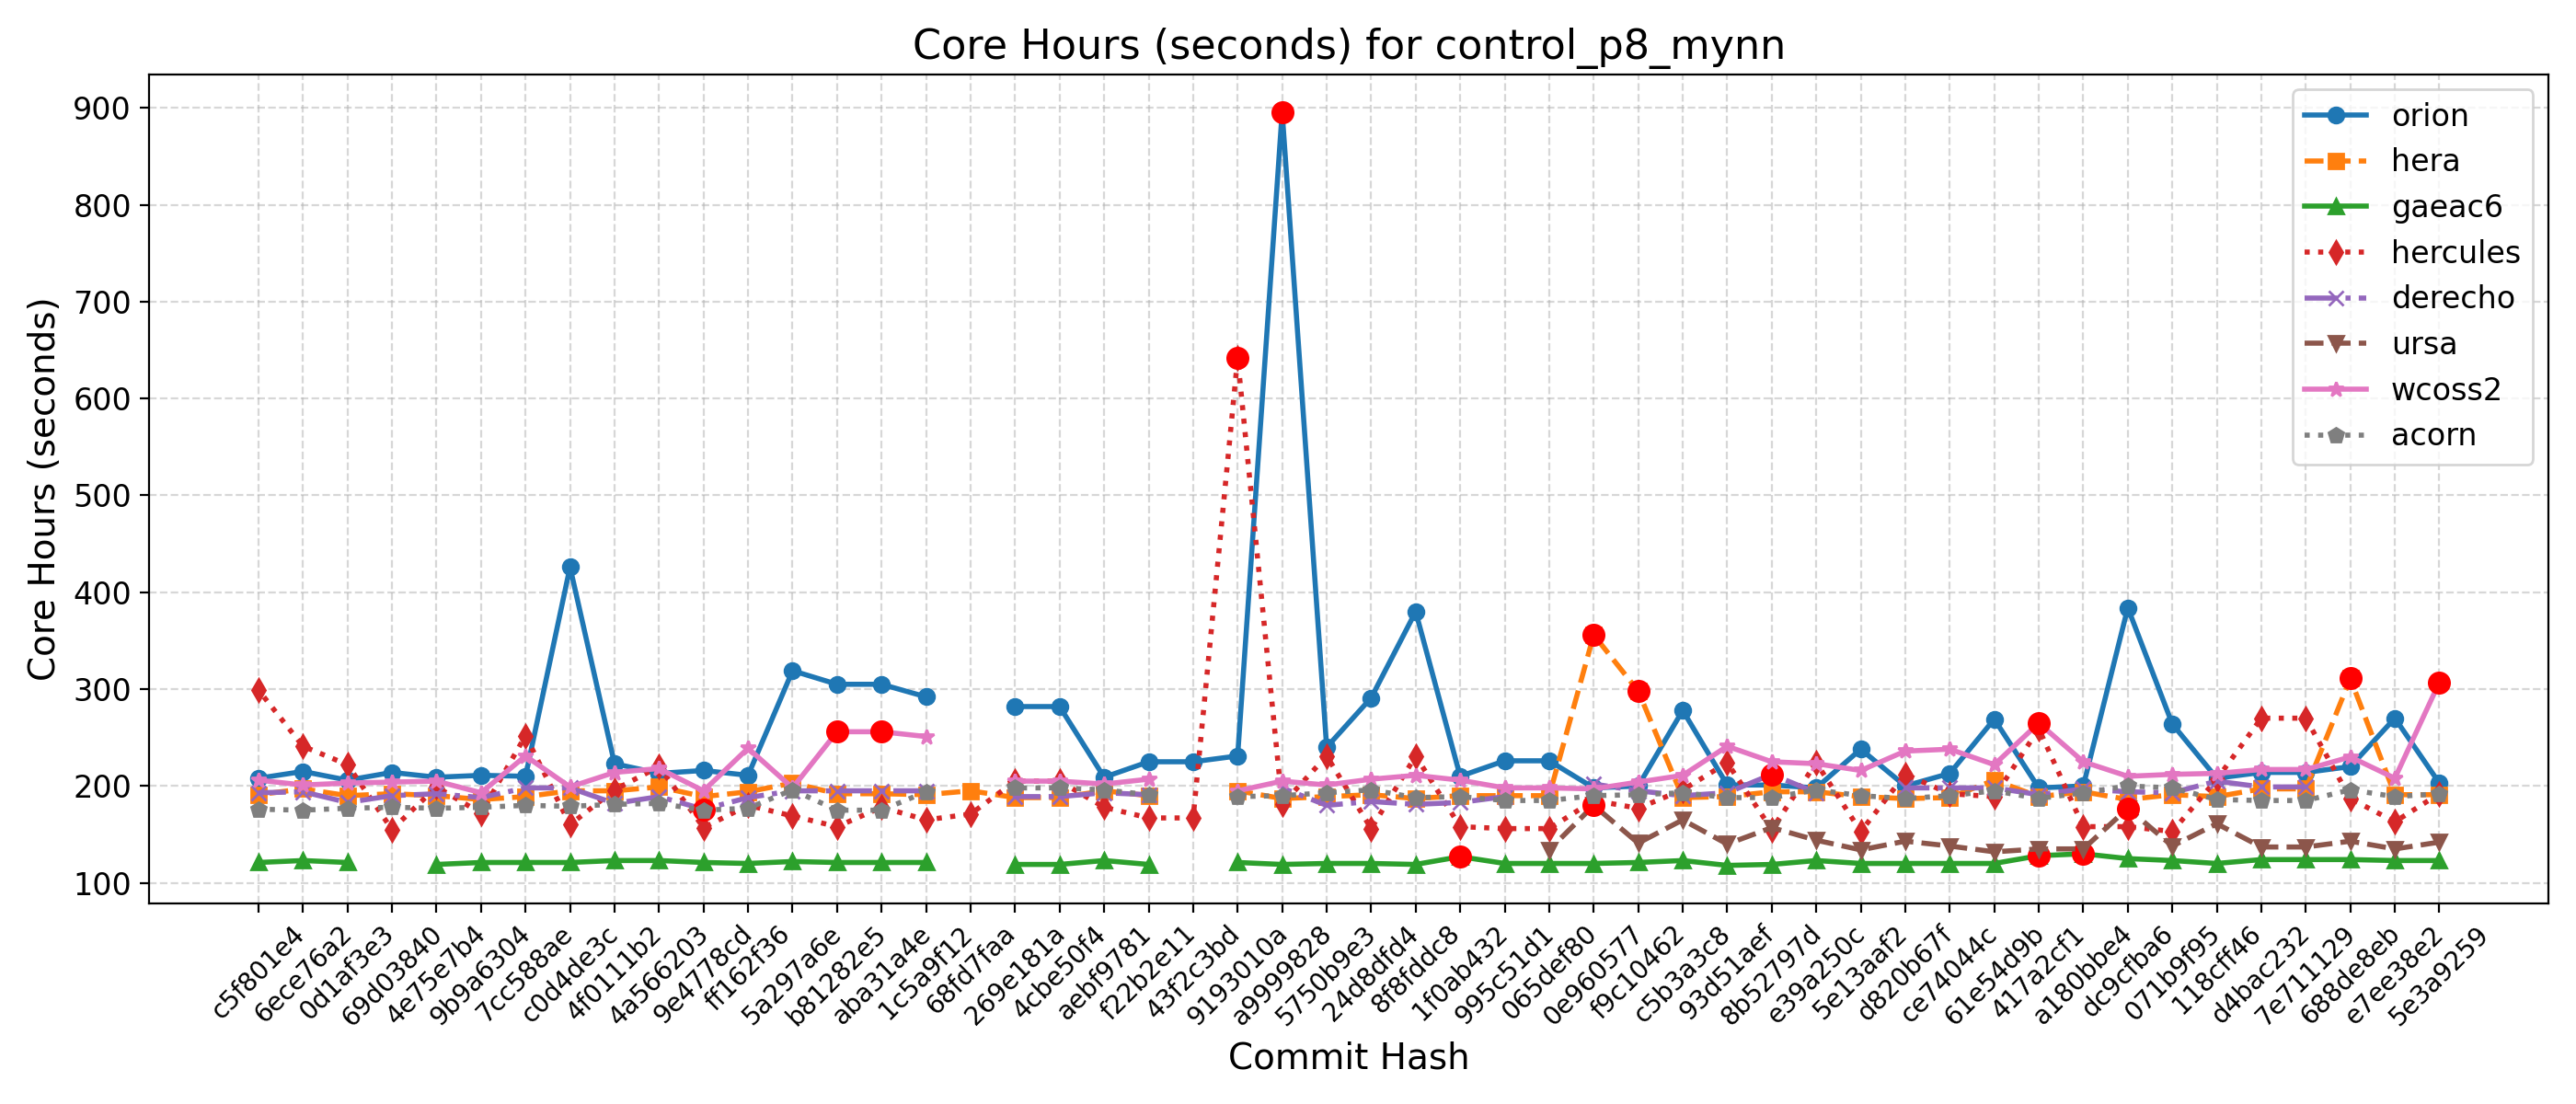 Core Hours (seconds) for control_p8_mynn
Core Hours (seconds)
900
800
700
600
500
400
300
200
100
orion
hera
gaeac6
hercules
derecho
ursa
wcoss2
acorn
c5f801e4
6ece76a2
0d1af3e3
69d03840
4e75e7b4
9b9a6304
7cc588ae
c0d4de3c
4f0111b2
4a566203
9e4778cd
ff162f36
5a297a6e
b81282e5
aba31a4e
1c5a9f12
68fd7faa
269e181a
4cbe50f4
aebf9781
f22b2e11
43f2c3bd
9193010a
a9999828
5750b9e3
24d8dfd4
8f8fddc8
1f0ab432
995c51d1
065def80
0e960577
f9c10462
c5b3a3c8
93d51aef
8b52797d
e39a250c
5e13aaf2
d820b67f
ce74044c
61e54d9b
417a2cf1
a180bbe4
dc9cfba6
071b9f95
118cff46
d4bac232
7e711129
688de8eb
e7ee38e2
5e3a9259
Commit Hash